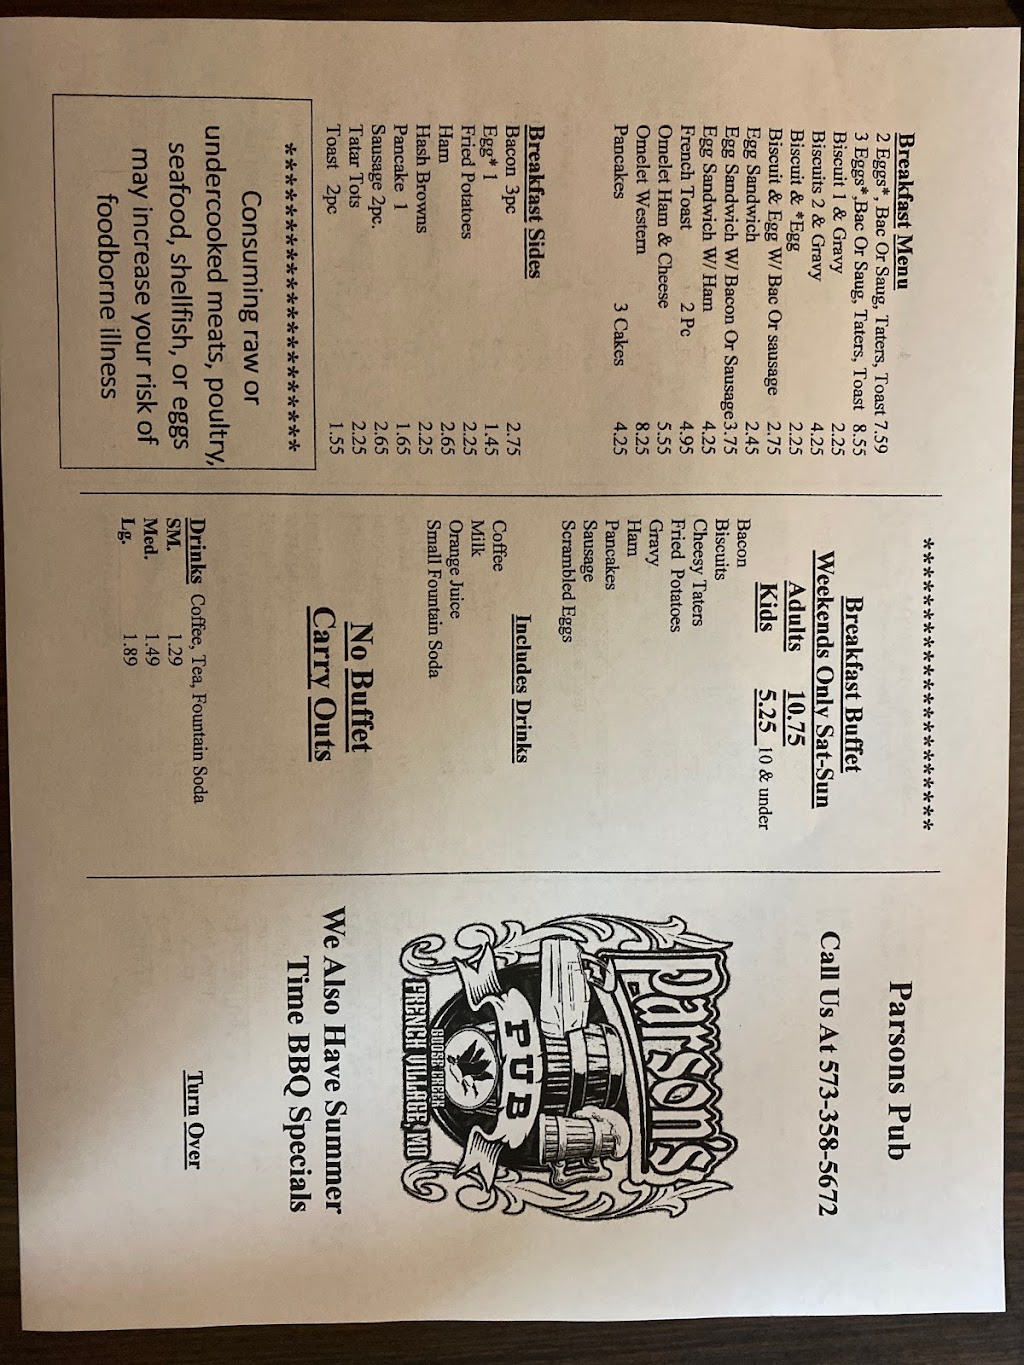 Breakfast Menu
2 Eggs*, Bac Or Saug, Taters, Toast 7.59
3 Eggs*,Bac Or Saug, Taters, Toast 8.55
Biscuit 1 & Gravy 2.25
Biscuits 2 & Gravy 4.25
Biscuit & *Egg 2.25
Biscuit & Egg W/ Bac Or sausage 2.75
Egg Sandwich 2.45
Egg Sandwich W/ Bacon Or Sausage3.75
Egg Sandwich W/ Ham 4.25
French Toast 2 Pc 4.95
Omelet Ham & Cheese 5.55
Omelet Western 8.25
Pancakes 3 Cakes 4.25
Breakfast Sides
Bacon 3pc 2.75
Egg* 1 1.45
Fried Potatoes 2.25
Ham 2.65
Hash Browns 2.25
Pancake 1 1.65
Sausage 2pc. 2.65
Tatar Tots 2.25
Toast 2pc 1.55
*************************
Consuming raw or
undercooked meats, poultry,
seafood, shellfish, or eggs
may increase your risk of
foodborne illness
*************************
Breakfast Buffet
Weekends Only Sat-Sun
Adults 10.75
Kids 5.25 10 & under
Bacon
Biscuits
Cheesy Taters
Fried Potatoes
Gravy
Ham
Pancakes
Sausage
Scrambled Eggs
Includes Drinks
Coffee
Milk
Orange Juice
Small Fountain Soda
No Buffet
Carry Outs
Drinks Coffee, Tea, Fountain Soda
SM. 1.29
Med. 1.49
Lg. 1.89
Parsons Pub
Call Us At 573-358-5672
Parson's
PUB
GOOSE CREEK
FRENCH VILLAGE, MO
We Also Have Summer
Time BBQ Specials
Turn Over